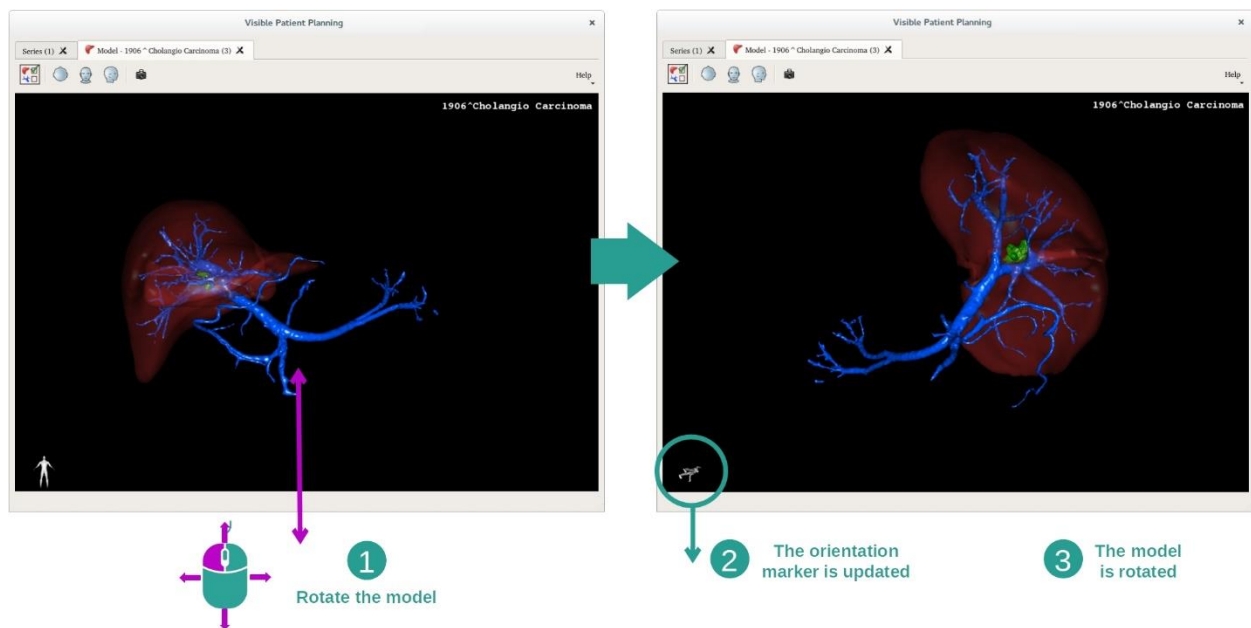 Visible Patient Planning
Series (1)
Model - 1906 ^ Cholangio Carcinoma (3)
Help
1906^Cholangio Carcinoma
Visible Patient Planning
Series (1)
Model - 1906 ^ Cholangio Carcinoma (3)
Help
1906^Cholangio Carcinoma
1
Rotate the model
2
The orientation
marker is updated
3
The model
is rotated